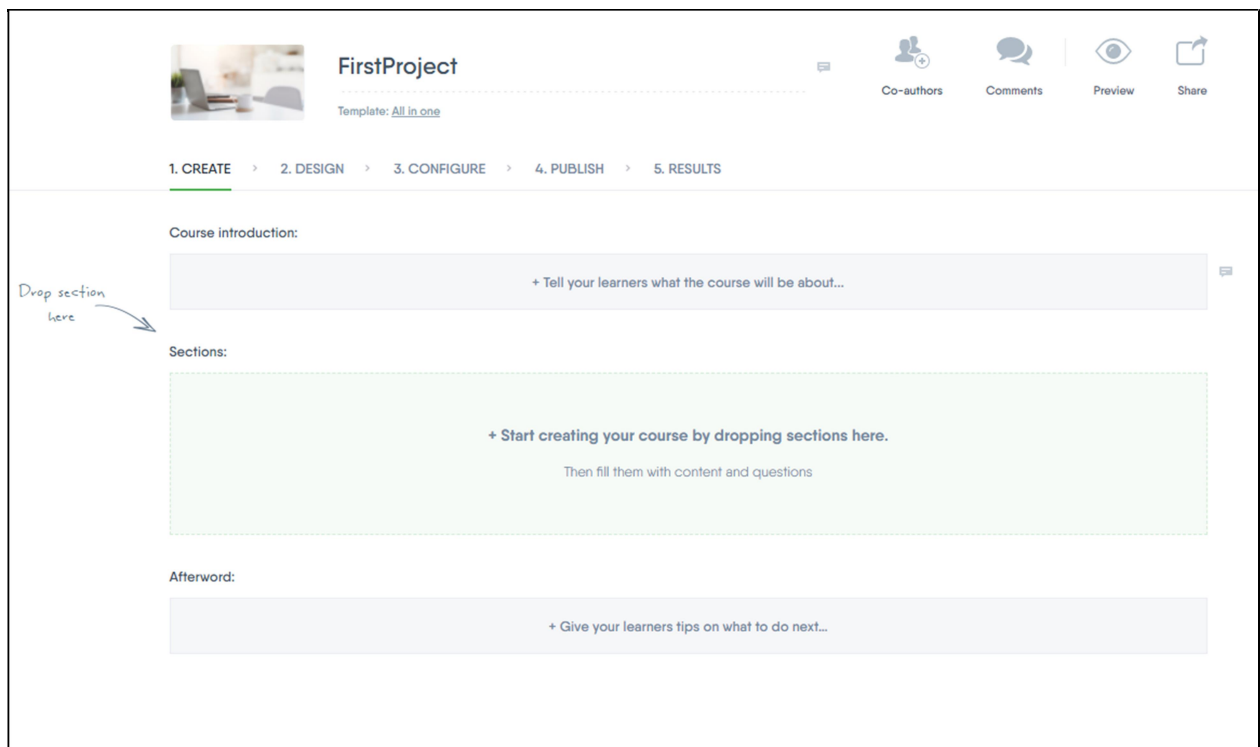 FirstProject
Co-authors
Comments
Preview
Share
Template: All in one
1. CREATE > 2. DESIGN > 3. CONFIGURE > 4. PUBLISH > 5. RESULTS
Course introduction:
+ Tell your learners what the course will be about...
Drop section
here
Sections:
+ Start creating your course by dropping sections here.
Then fill them with content and questions
Afterword:
+ Give your learners tips on what to do next...